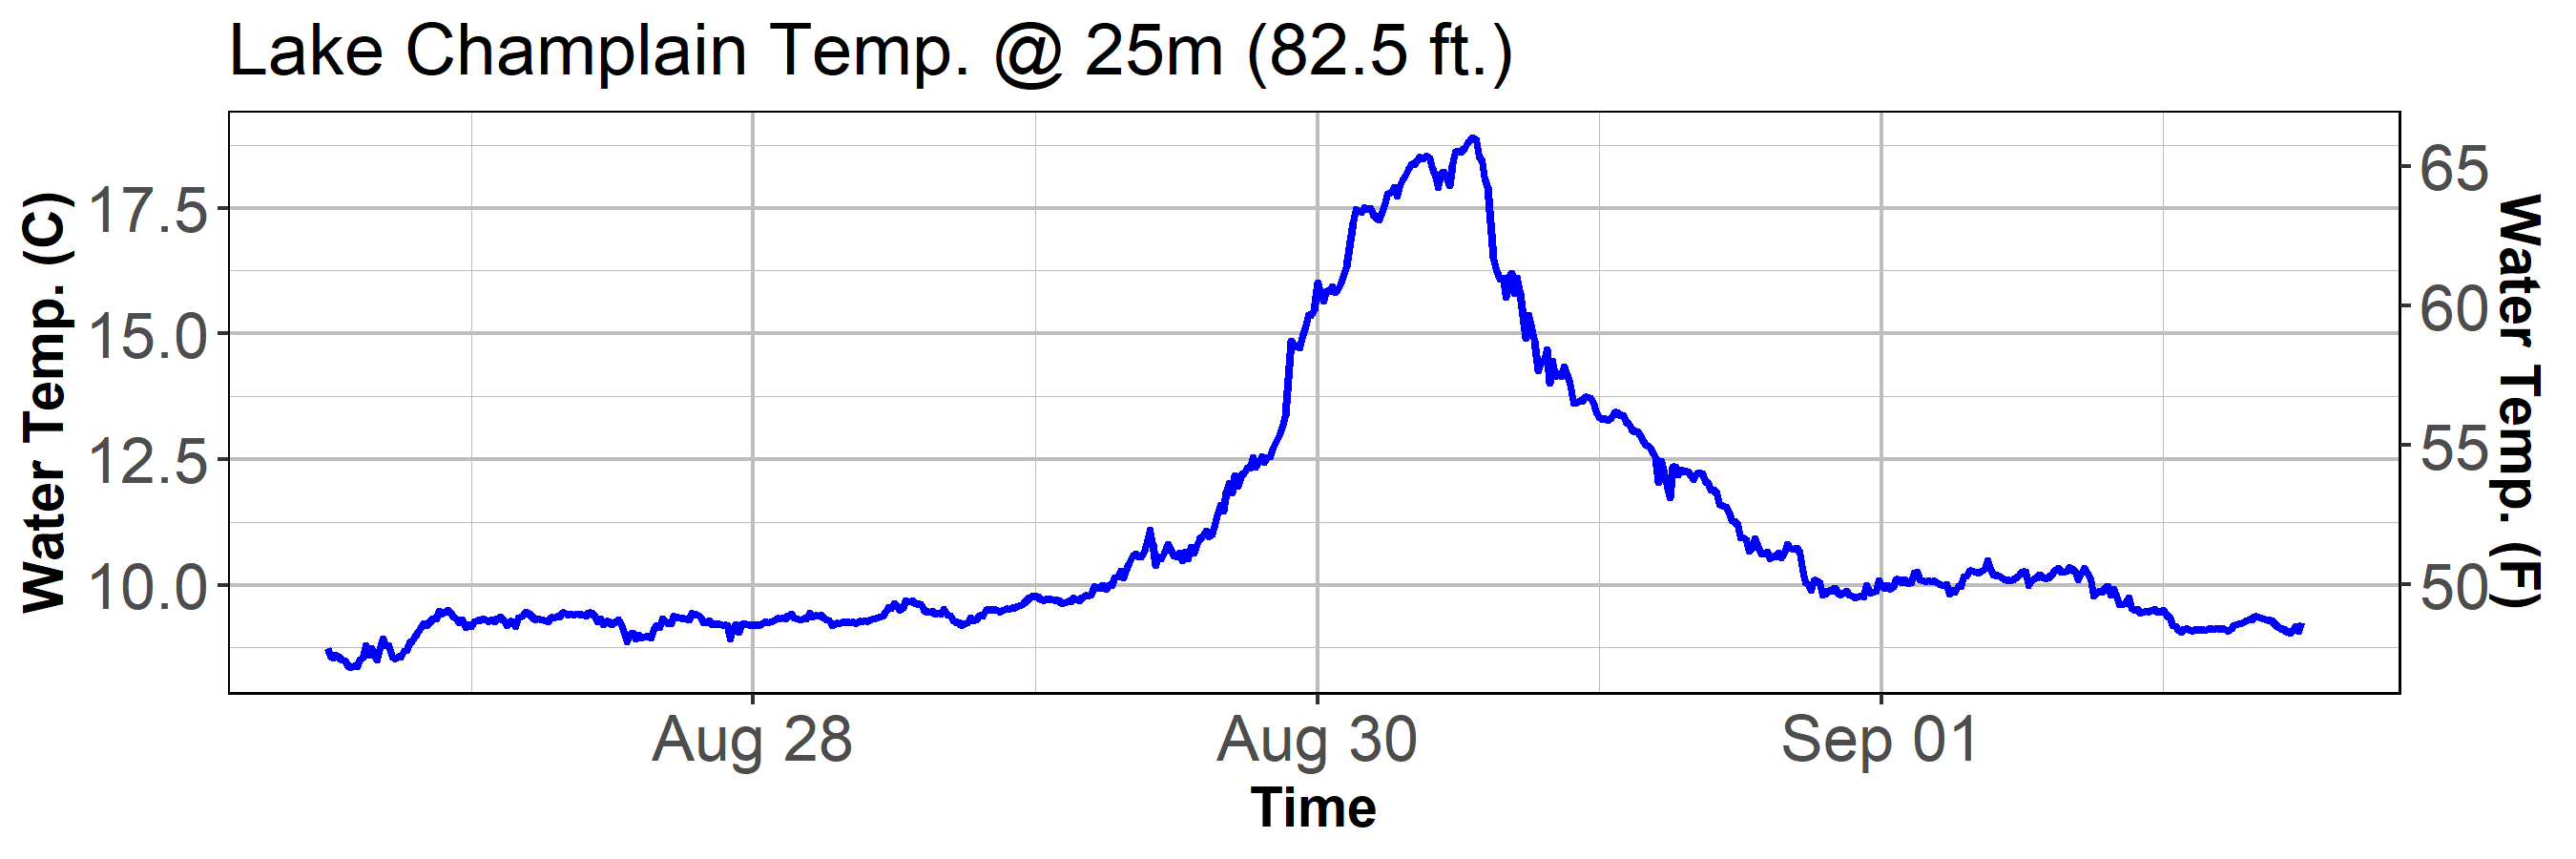 Lake Champlain Temp. @ 25m (82.5 ft.)
Water Temp. (C)
17.5
15.0
12.5
10.0
65
60
55
50
Water Temp. (F)
Aug 28
Aug 30
Sep 01
Time